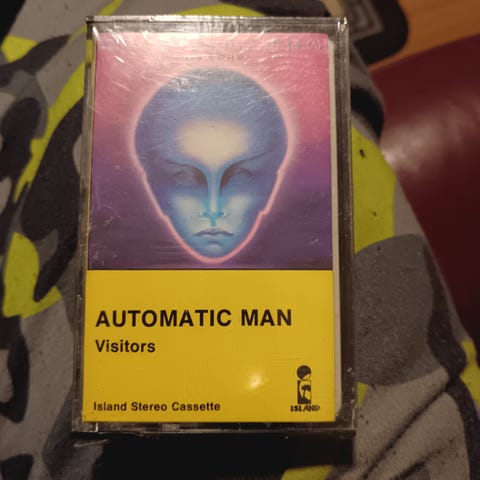 AUTOMATIC MAN
Visitors
Island Stereo Cassette
ISLAND